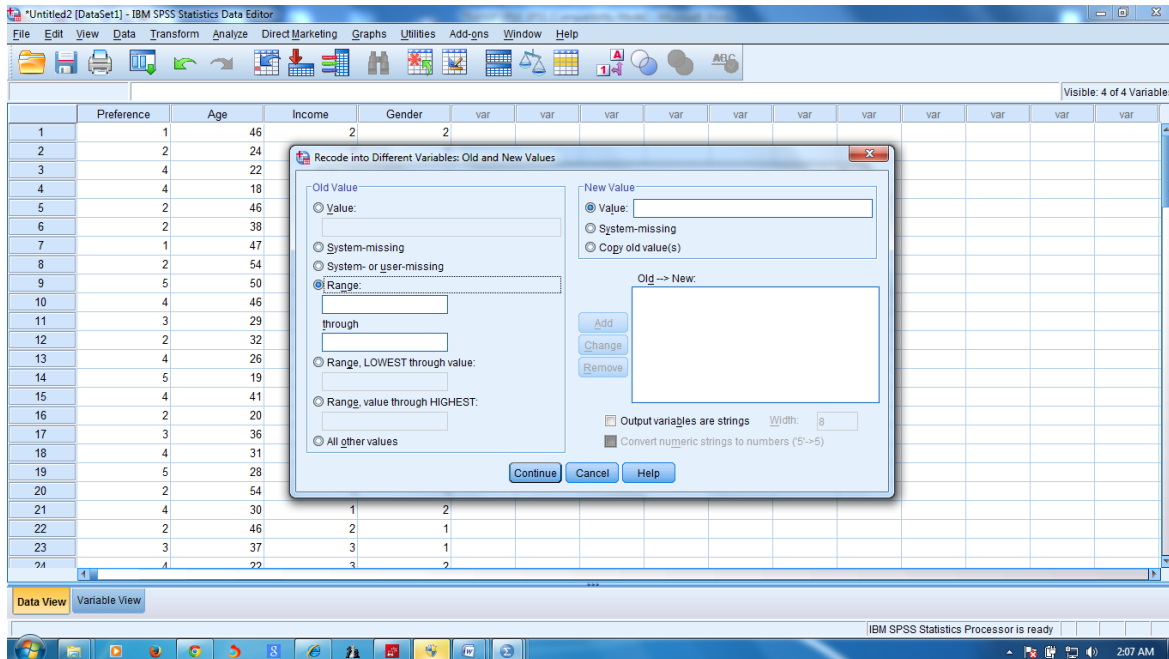 *Untitled2 [DataSet1] - IBM SPSS Statistics Data Editor
File Edit View Data Transform Analyze Direct Marketing Graphs Utilities Add-ons Window Help
Visible: 4 of 4 Variable
Preference Age Income Gender var var var var var var var var var var var
1 1 46 2 2
2 2 24
3 4 22
4 4 18
5 2 46
6 2 38
7 1 47
8 2 54
9 5 50
10 4 46
11 3 29
12 2 32
13 4 26
14 5 19
15 4 41
16 2 20
17 3 36
18 4 31
19 5 28
20 2 54
21 4 30 1 2
22 2 46 2 1
23 3 37 3 1
24 4 22 3 2
Recode into Different Variables: Old and New Values
Old Value
Value:
System-missing
System- or user-missing
Range:
through
Range, LOWEST through value:
Range, value through HIGHEST:
All other values
New Value
Value:
System-missing
Copy old value(s)
Old --> New:
Add
Change
Remove
Output variables are strings Width: 8
Convert numeric strings to numbers ('5'->5)
Continue Cancel Help
Data View Variable View
IBM SPSS Statistics Processor is ready
2:07 AM